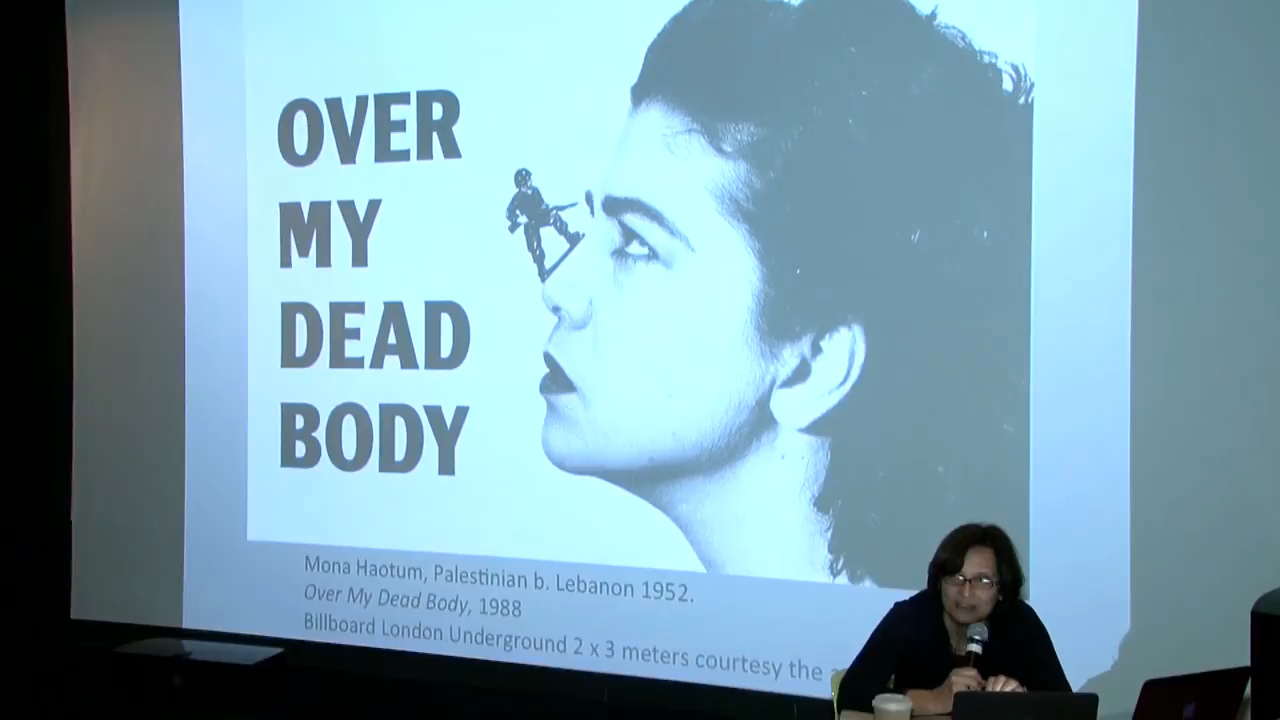 OVER
MY
DEAD
BODY
Mona Haotum, Palestinian b. Lebanon 1952.
Over My Dead Body, 1988
Billboard London Underground 2 x 3 meters courtesy the